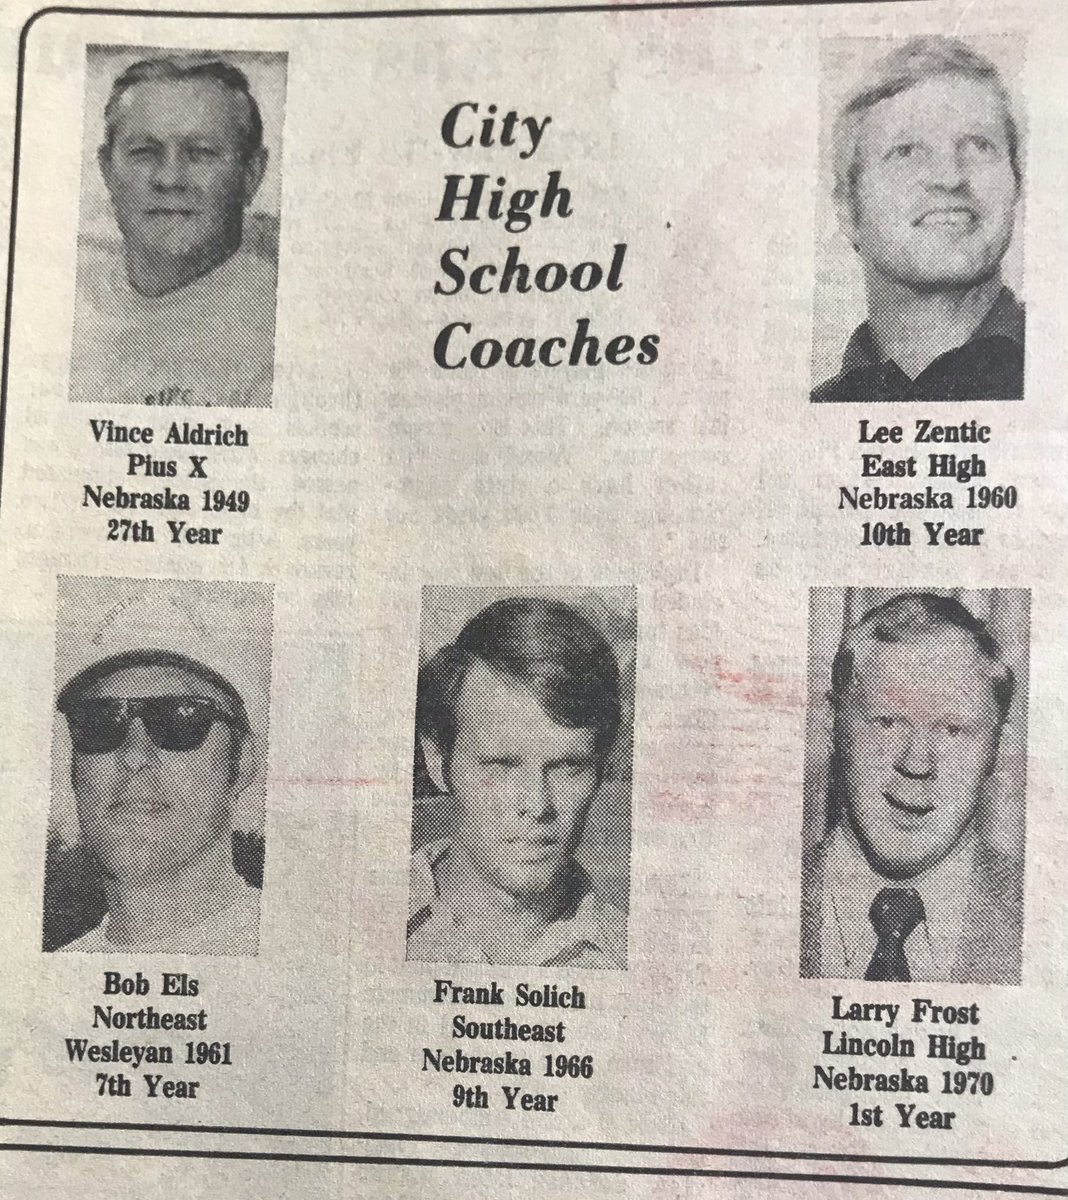 City
High
School
Coaches
Vince Aldrich
Pius X
Nebraska 1949
27th Year
Lee Zentic
East High
Nebraska 1960
10th Year
Bob Els
Northeast
Wesleyan 1961
7th Year
Frank Solich
Southeast
Nebraska 1966
9th Year
Larry Frost
Lincoln High
Nebraska 1970
1st Year